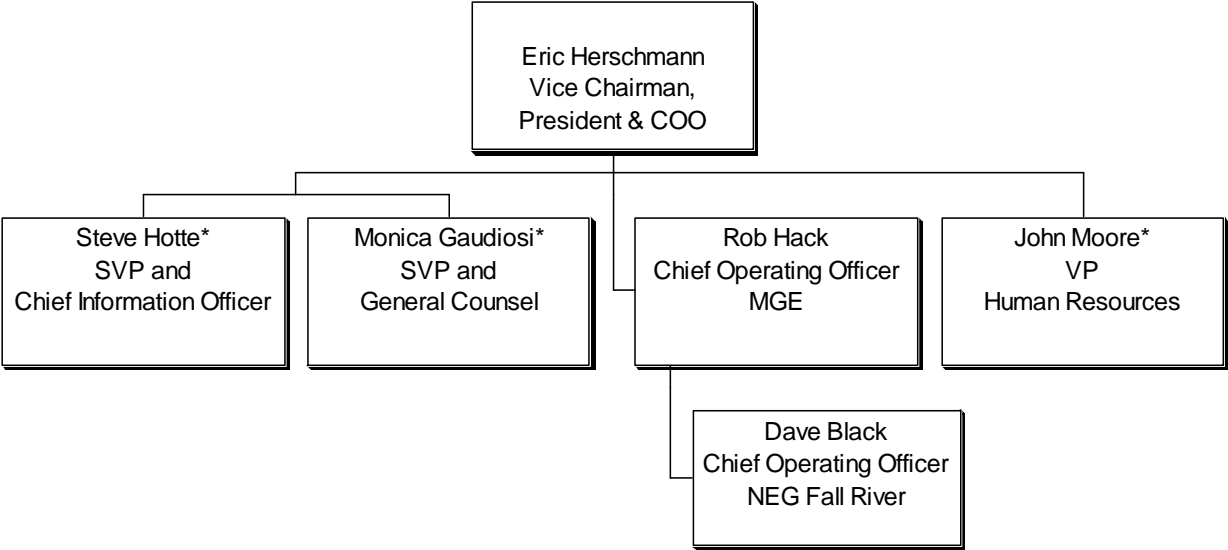 Eric Herschmann
Vice Chairman,
President & COO
Steve Hotte*
SVP and
Chief Information Officer
Monica Gaudiosi*
SVP and
General Counsel
Rob Hack
Chief Operating Officer
MGE
John Moore*
VP
Human Resources
Dave Black
Chief Operating Officer
NEG Fall River